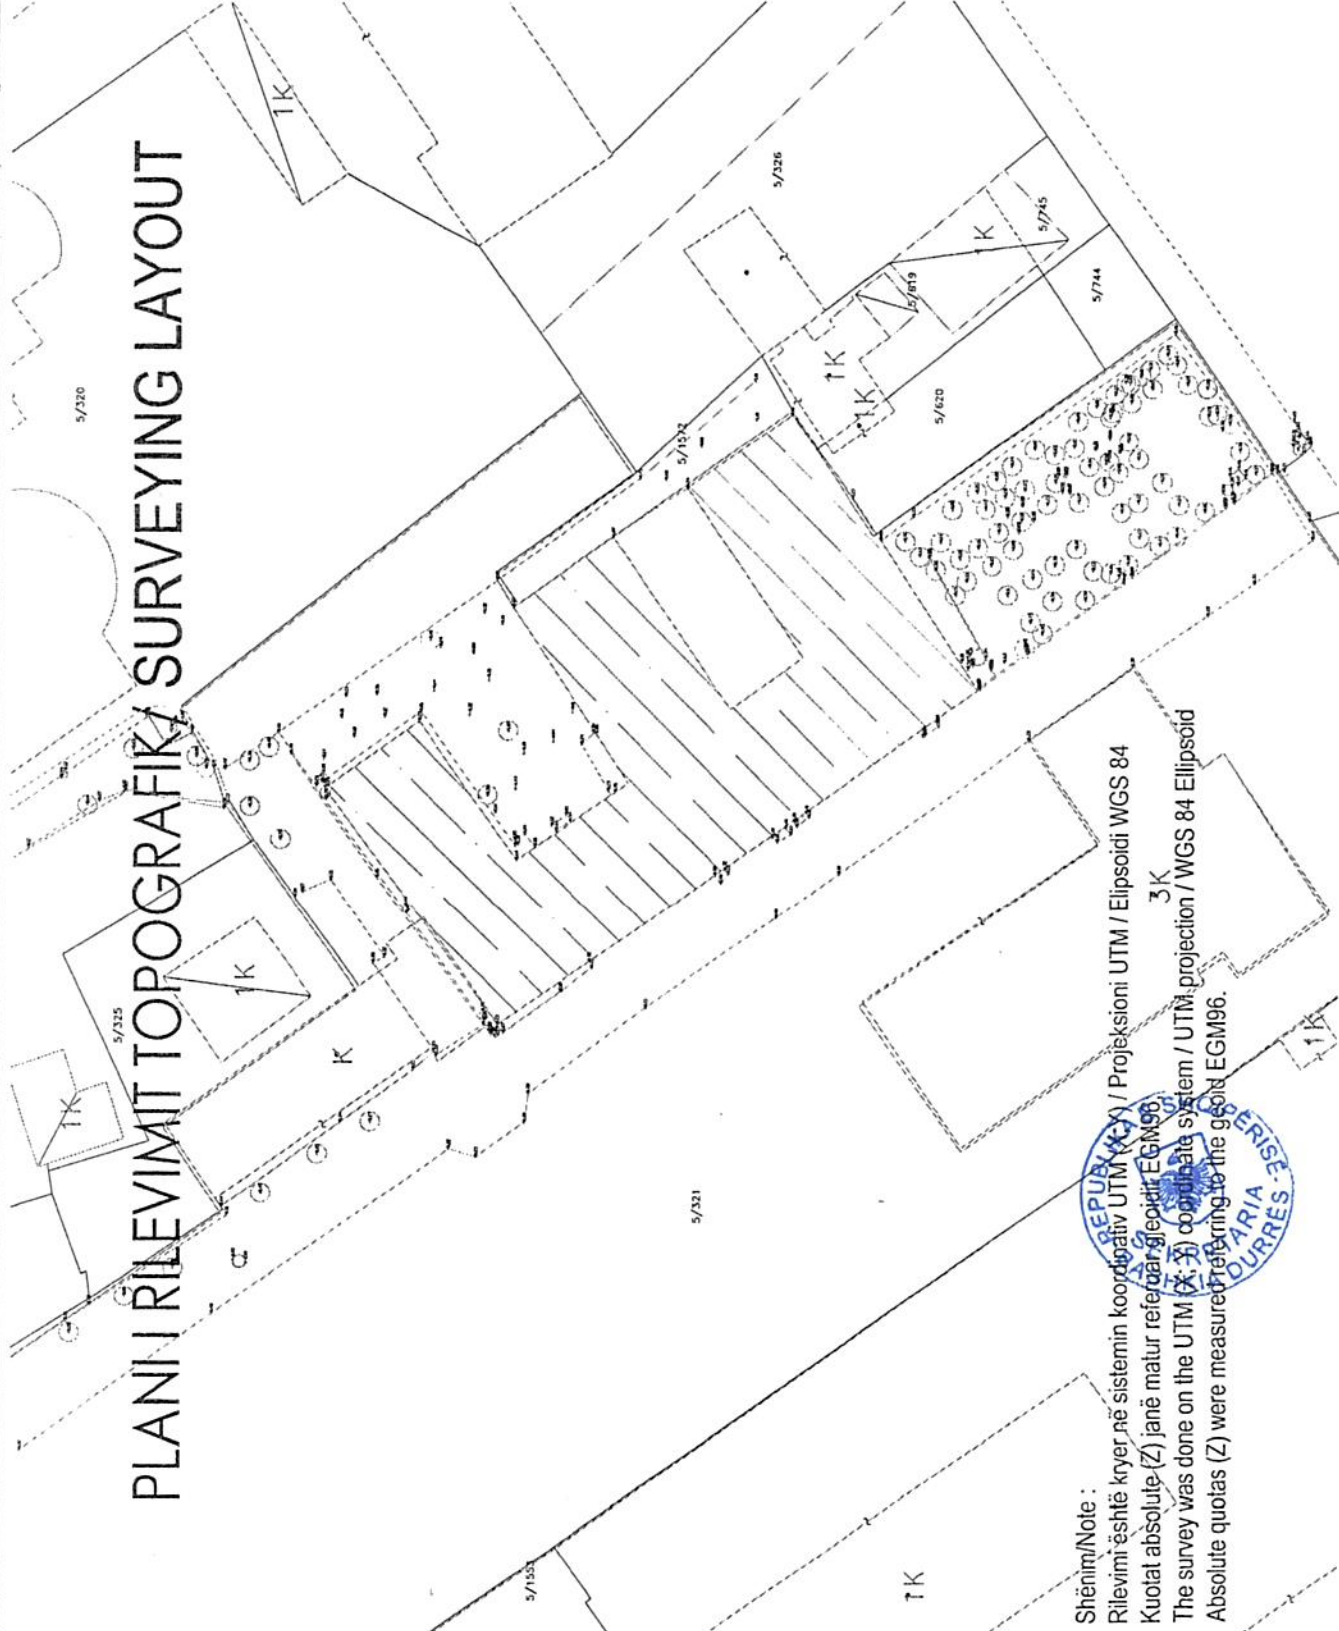 PLANI I RILEVIMIT TOPOGRAFIK/ SURVEYING LAYOUT
5/320
1K
5/326
5/325
1K
1K
K
5/1572
5/619
1K
5/745
5/744
1K
1K
5/620
5/321
3K
1K
5/1553
1K
Shënim/Note :
Rilevimi është kryer në sistemin koordinativ UTM (X;Y) / Projeksioni UTM / Elipsoidi WGS 84
Kuotat absolute (Z) janë matur referuar gjeoidit EGM96.
The survey was done on the UTM (X; Y) coordinate system / UTM projection / WGS 84 Ellipsoid
Absolute quotas (Z) were measured referring to the geoid EGM96.
REPUBLIKA E SHQIPËRISË
BASHKIA DURRËS